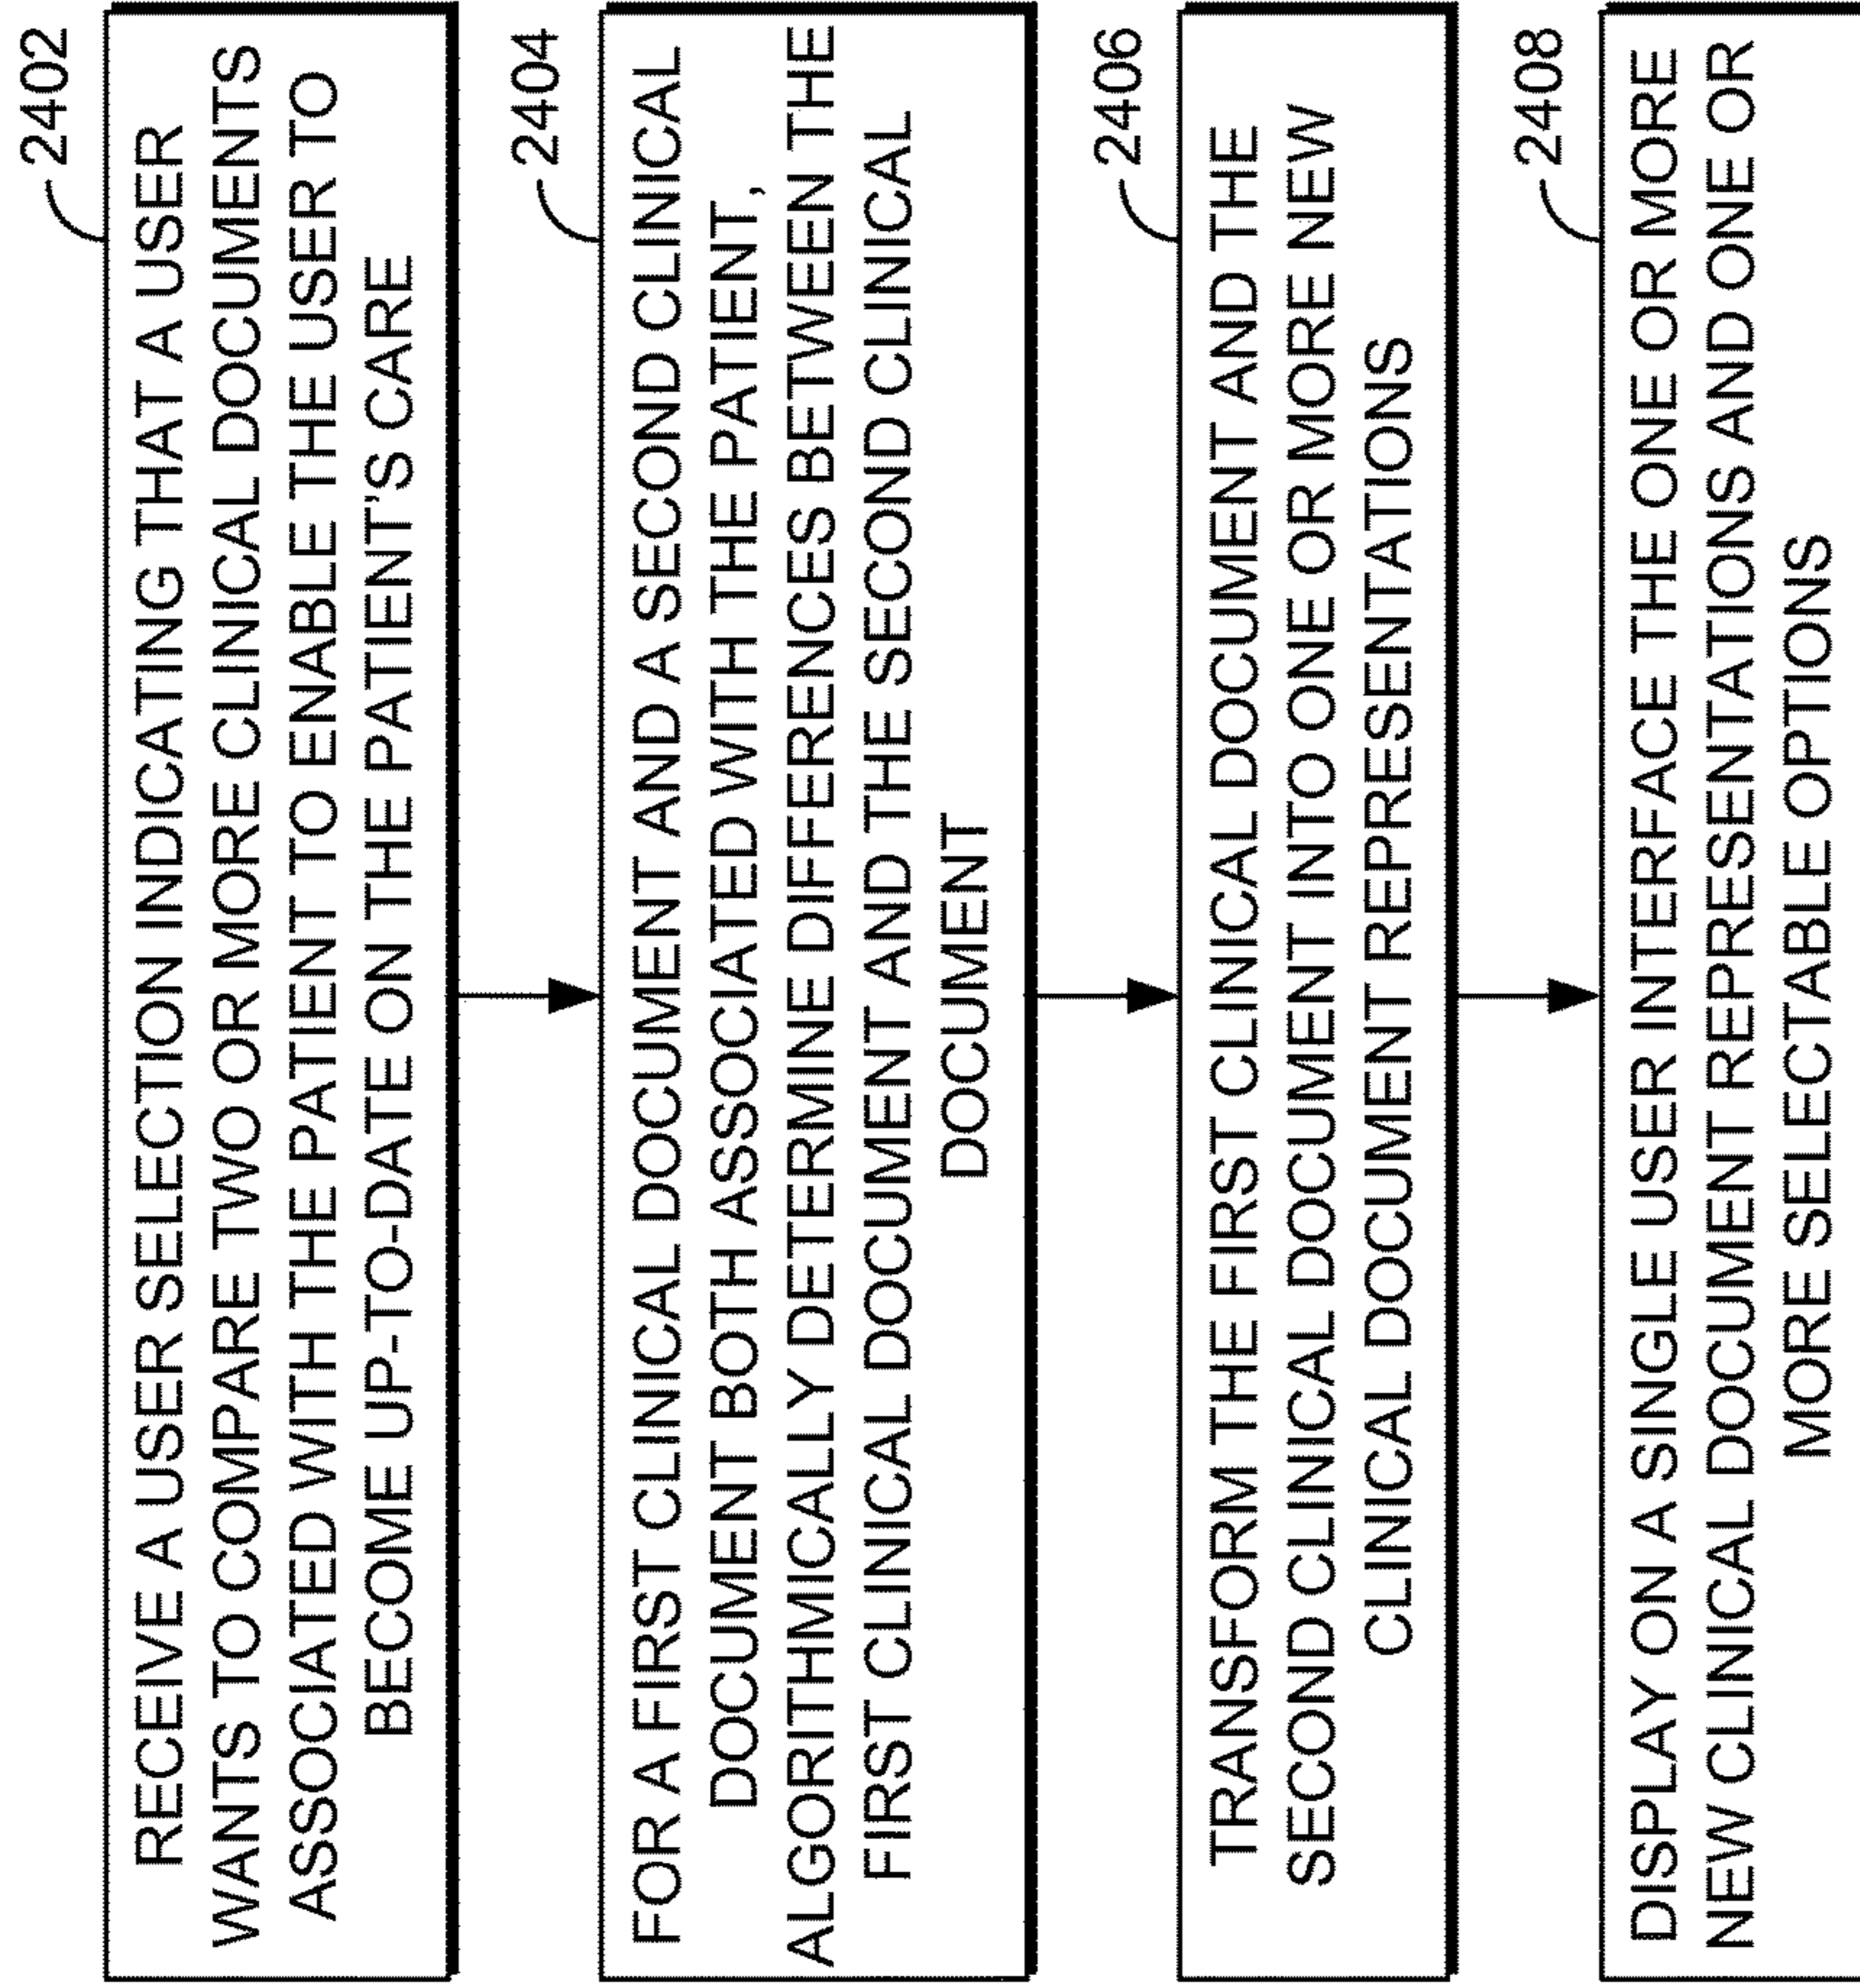 2402
RECEIVE A USER SELECTION INDICATING THAT A USER
WANTS TO COMPARE TWO OR MORE CLINICAL DOCUMENTS
ASSOCIATED WITH THE PATIENT TO ENABLE THE USER TO
BECOME UP-TO-DATE ON THE PATIENT'S CARE
2404
FOR A FIRST CLINICAL DOCUMENT AND A SECOND CLINICAL
DOCUMENT BOTH ASSOCIATED WITH THE PATIENT,
ALGORITHMICALLY DETERMINE DIFFERENCES BETWEEN THE
FIRST CLINICAL DOCUMENT AND THE SECOND CLINICAL
DOCUMENT
2406
TRANSFORM THE FIRST CLINICAL DOCUMENT AND THE
SECOND CLINICAL DOCUMENT INTO ONE OR MORE NEW
CLINICAL DOCUMENT REPRESENTATIONS
2408
DISPLAY ON A SINGLE USER INTERFACE THE ONE OR MORE
NEW CLINICAL DOCUMENT REPRESENTATIONS AND ONE OR
MORE SELECTABLE OPTIONS